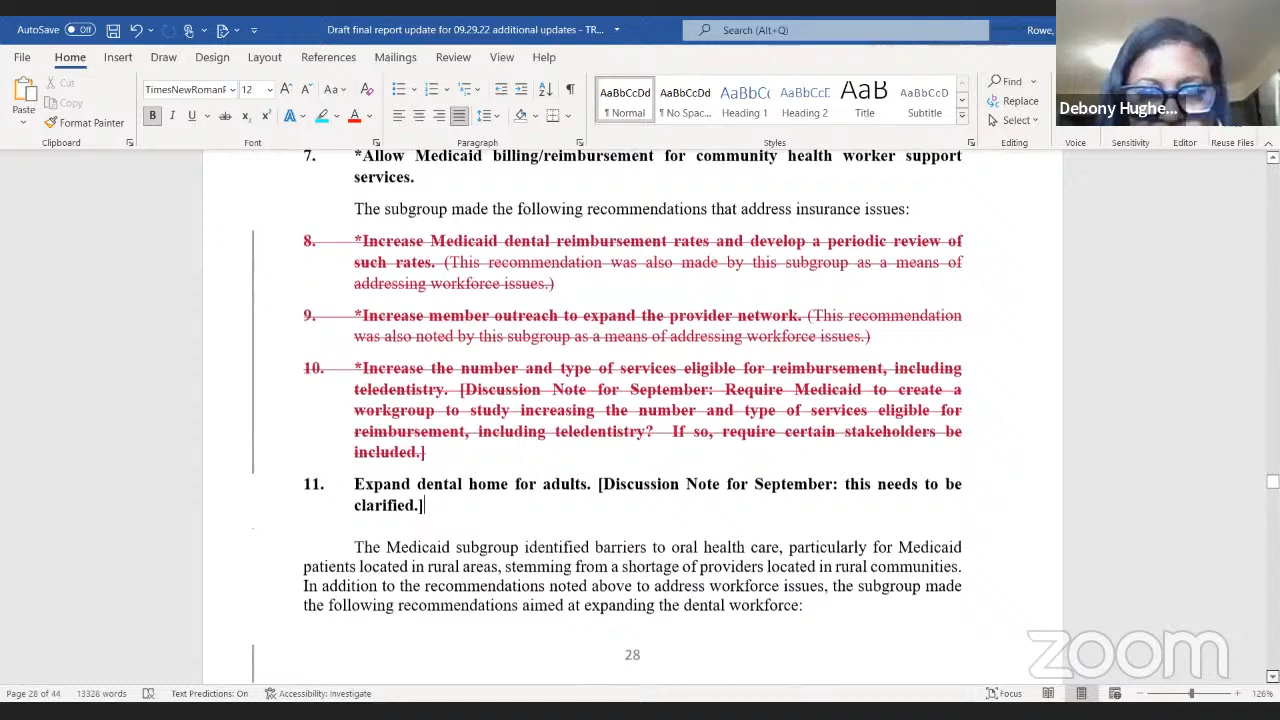 AutoSave Off Draft final report update for 09.29.22 additional updates - TR... Search (Alt+Q) Rowe,
File Home Insert Draw Design Layout References Mailings Review View Help
Debony Hughe...
Paste Cut Copy Format Painter
TimesNewRomanF 12
AaBbCcDd AaBbCcDd AaBbCc AaBbCcC AaB AaBbCcD
¶ Normal ¶ No Spac... Heading 1 Heading 2 Title Subtitle
Find Replace Select
Clipboard Font Paragraph Styles Editing Voice Sensitivity Editor Reuse Files
7. *Allow Medicaid billing/reimbursement for community health worker support
services.
The subgroup made the following recommendations that address insurance issues:
8. *Increase Medicaid dental reimbursement rates and develop a periodic review of
such rates. (This recommendation was also made by this subgroup as a means of
addressing workforce issues.)
9. *Increase member outreach to expand the provider network. (This recommendation
was also noted by this subgroup as a means of addressing workforce issues.)
10. *Increase the number and type of services eligible for reimbursement, including
teledentistry. [Discussion Note for September: Require Medicaid to create a
workgroup to study increasing the number and type of services eligible for
reimbursement, including teledentistry? If so, require certain stakeholders be
included.]
11. Expand dental home for adults. [Discussion Note for September: this needs to be
clarified.]
The Medicaid subgroup identified barriers to oral health care, particularly for Medicaid
patients located in rural areas, stemming from a shortage of providers located in rural communities.
In addition to the recommendations noted above to address workforce issues, the subgroup made
the following recommendations aimed at expanding the dental workforce:
28
zoom
Page 28 of 44 13328 words Text Predictions: On Accessibility: Investigate Focus 126%